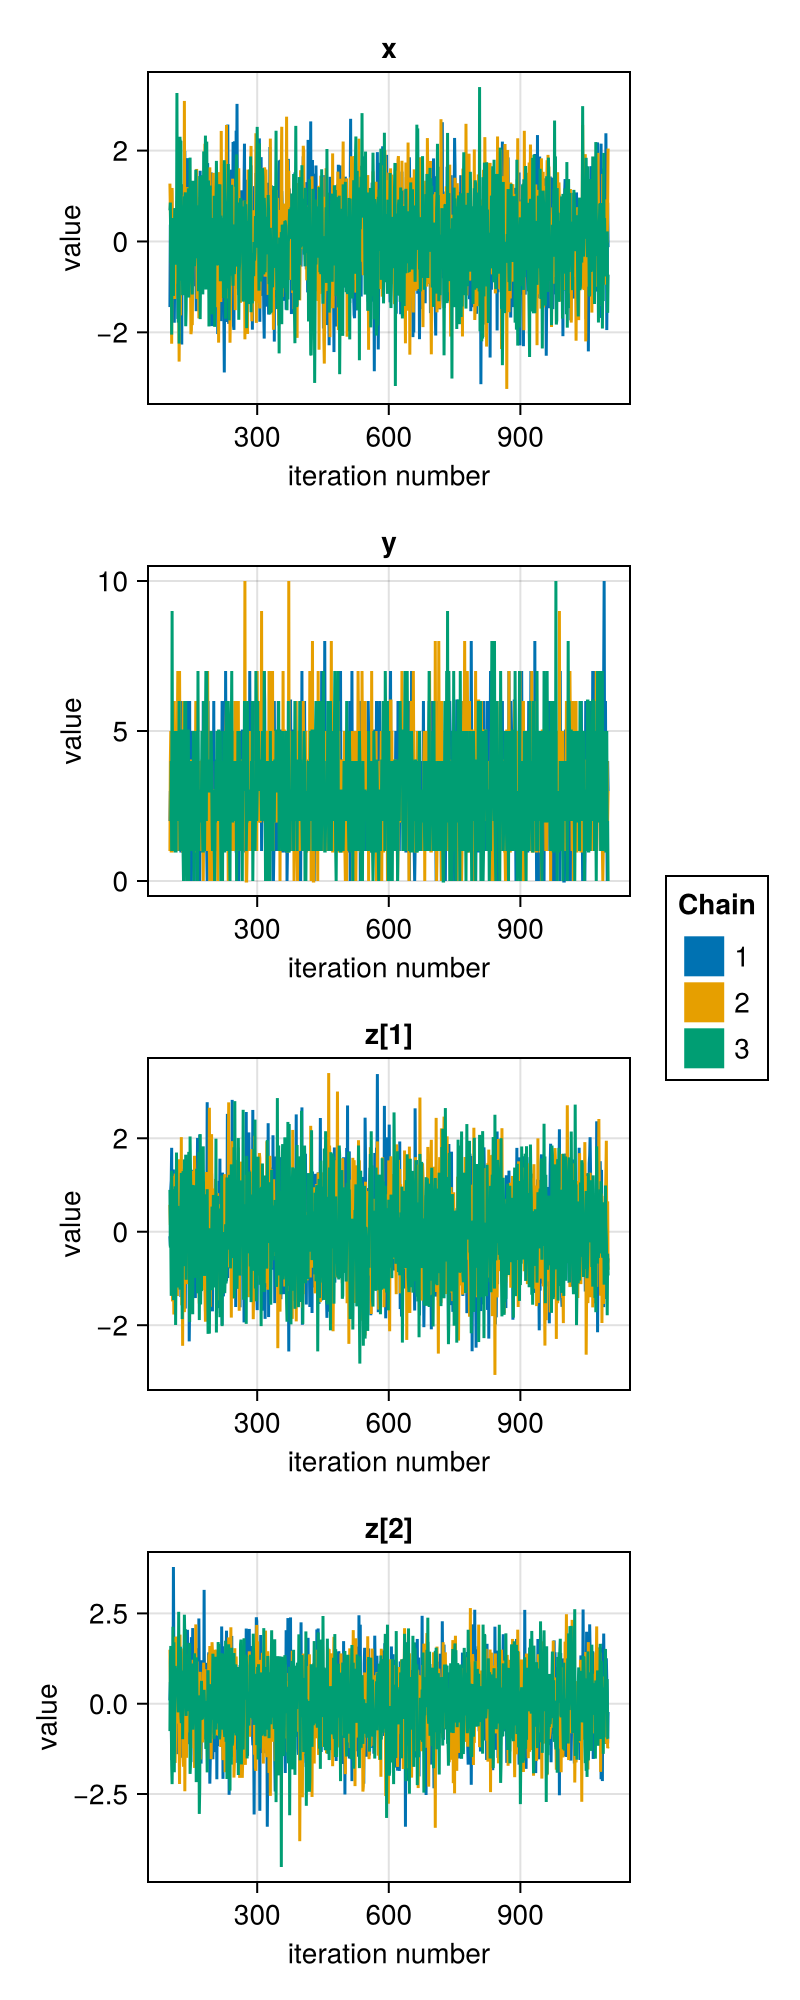 x
value
2
0
−2
300 600 900
iteration number
y
value
10
5
0
300 600 900
iteration number
Chain
1
2
3
z[1]
value
2
0
−2
300 600 900
iteration number
z[2]
value
2.5
0.0
−2.5
300 600 900
iteration number